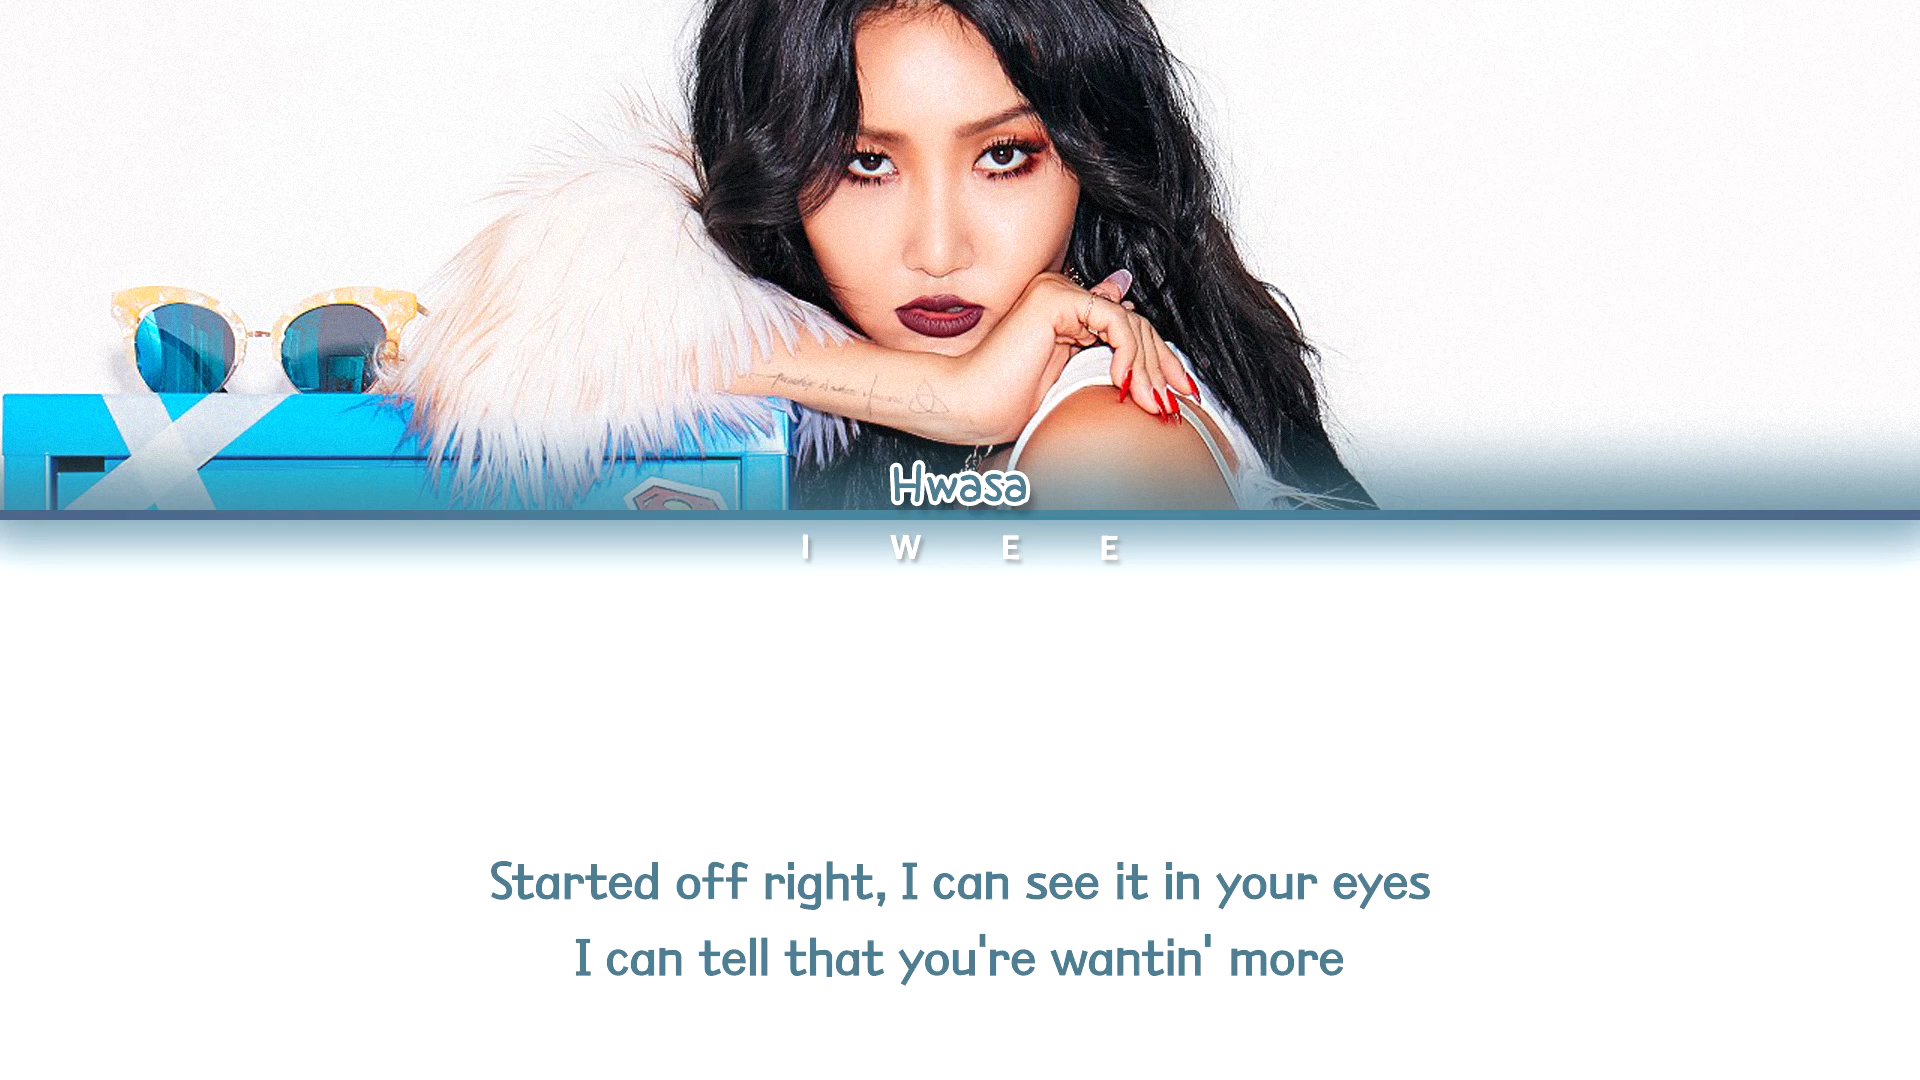 Hwasa
I W E E
Started off right, I can see it in your eyes
I can tell that you're wantin' more